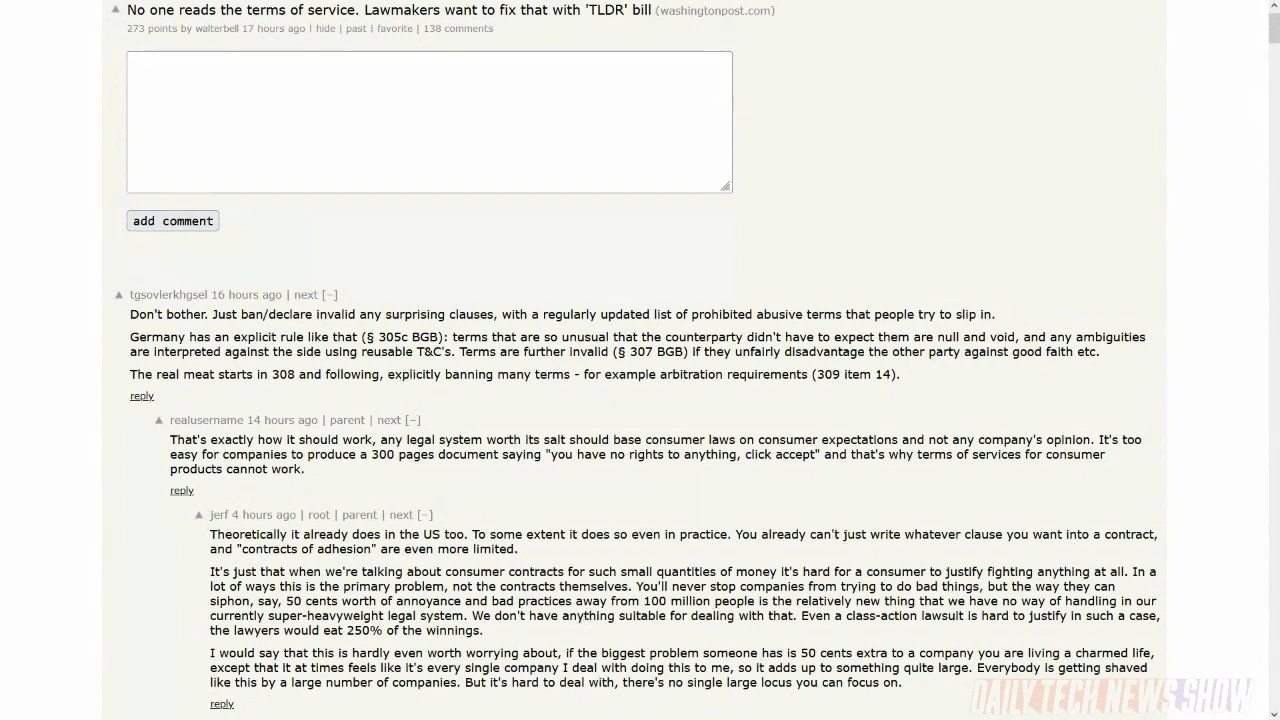 No one reads the terms of service. Lawmakers want to fix that with 'TLDR' bill (washingtonpost.com)
273 points by walterbell 17 hours ago | hide | past | favorite | 138 comments
add comment
tgsovlerkhgsel 16 hours ago | next [–]
Don't bother. Just ban/declare invalid any surprising clauses, with a regularly updated list of prohibited abusive terms that people try to slip in.
Germany has an explicit rule like that (§ 305c BGB): terms that are so unusual that the counterparty didn't have to expect them are null and void, and any ambiguities
are interpreted against the side using reusable T&C's. Terms are further invalid (§ 307 BGB) if they unfairly disadvantage the other party against good faith etc.
The real meat starts in 308 and following, explicitly banning many terms - for example arbitration requirements (309 item 14).
reply
realusername 14 hours ago | parent | next [–]
That's exactly how it should work, any legal system worth its salt should base consumer laws on consumer expectations and not any company's opinion. It's too
easy for companies to produce a 300 pages document saying "you have no rights to anything, click accept" and that's why terms of services for consumer
products cannot work.
reply
jerf 4 hours ago | root | parent | next [–]
Theoretically it already does in the US too. To some extent it does so even in practice. You already can't just write whatever clause you want into a contract,
and "contracts of adhesion" are even more limited.
It's just that when we're talking about consumer contracts for such small quantities of money it's hard for a consumer to justify fighting anything at all. In a
lot of ways this is the primary problem, not the contracts themselves. You'll never stop companies from trying to do bad things, but the way they can
siphon, say, 50 cents worth of annoyance and bad practices away from 100 million people is the relatively new thing that we have no way of handling in our
currently super-heavyweight legal system. We don't have anything suitable for dealing with that. Even a class-action lawsuit is hard to justify in such a case,
the lawyers would eat 250% of the winnings.
I would say that this is hardly even worth worrying about, if the biggest problem someone has is 50 cents extra to a company you are living a charmed life,
except that it at times feels like it's every single company I deal with doing this to me, so it adds up to something quite large. Everybody is getting shaved
like this by a large number of companies. But it's hard to deal with, there's no single large locus you can focus on.
reply
DAILY TECH NEWS SHOW